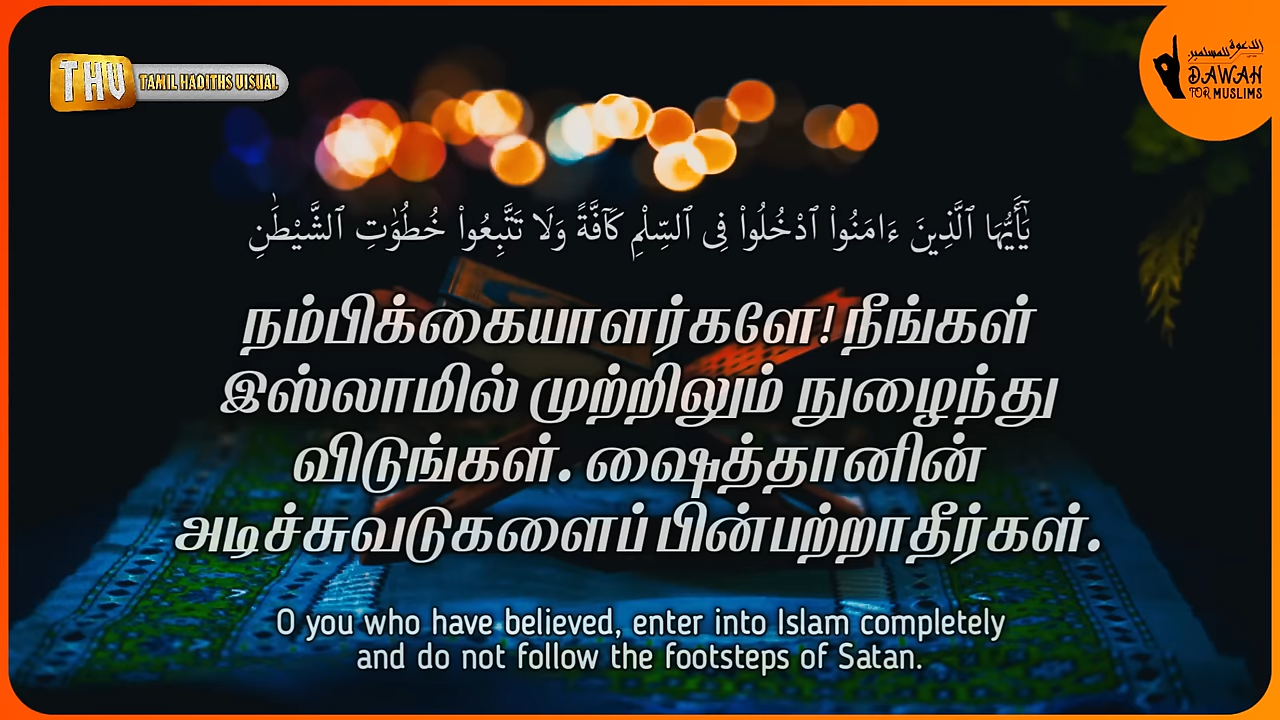 THV
TAMIL HADITHS VISUAL
الدعوة للمسلمين
DAWAH
FOR MUSLIMS
يَٰٓأَيُّهَا ٱلَّذِينَ ءَامَنُوا۟ ٱدْخُلُوا۟ فِى ٱلسِّلْمِ كَآفَّةً وَلَا تَتَّبِعُوا۟ خُطُوَٰتِ ٱلشَّيْطَٰنِ
நம்பிக்கையாளர்களே! நீங்கள்
இஸ்லாமில் முற்றிலும் நுழைந்து
விடுங்கள். ஷைத்தானின்
அடிச்சுவடுகளைப் பின்பற்றாதீர்கள்.
O you who have believed, enter into Islam completely
and do not follow the footsteps of Satan.